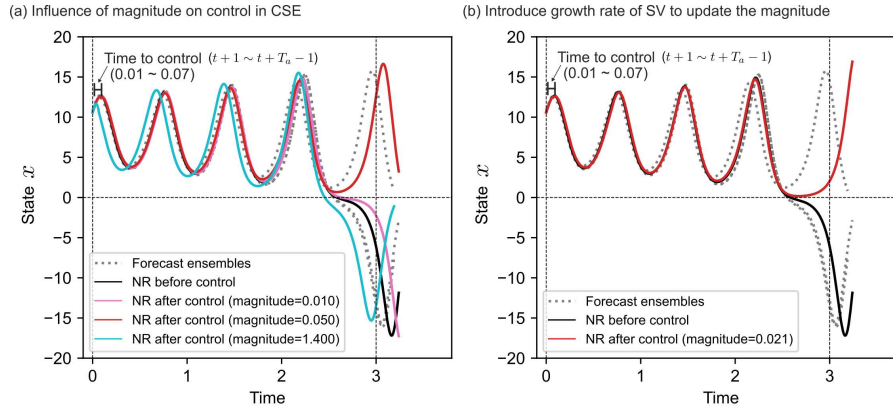 (a) Influence of magnitude on control in CSE
20
15
10
5
0
−5
−10
−15
−20
State x
Time to control (t + 1 ∼ t + Ta − 1)
(0.01 ~ 0.07)
Forecast ensembles
NR before control
NR after control (magnitude=0.010)
NR after control (magnitude=0.050)
NR after control (magnitude=1.400)
0 1 2 3
Time
(b) Introduce growth rate of SV to update the magnitude
20
15
10
5
0
−5
−10
−15
−20
State x
Time to control (t + 1 ∼ t + Ta − 1)
(0.01 ~ 0.07)
Forecast ensembles
NR before control
NR after control (magnitude=0.021)
0 1 2 3
Time